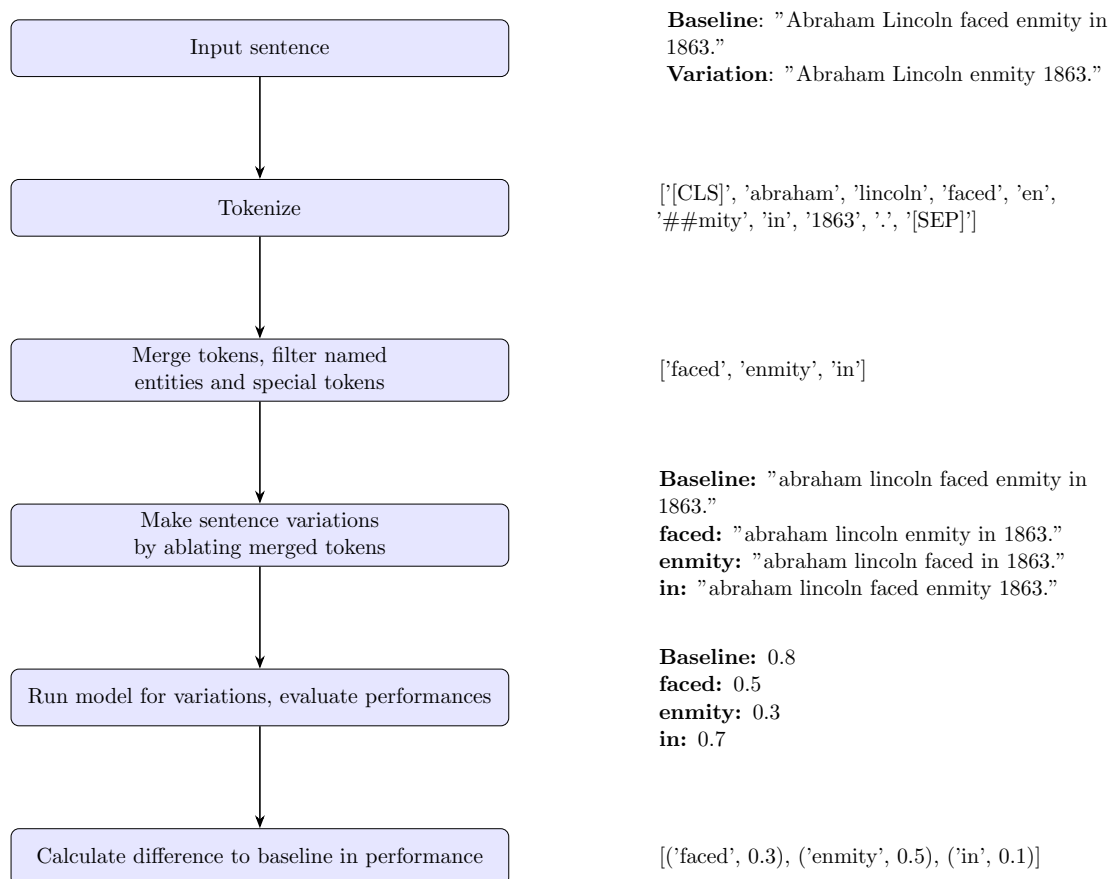 Input sentence
Baseline: ”Abraham Lincoln faced enmity in
1863.”
Variation: ”Abraham Lincoln enmity 1863.”
Tokenize
[’[CLS]’, ’abraham’, ’lincoln’, ’faced’, ’en’,
’##mity’, ’in’, ’1863’, ’.’, ’[SEP]’]
Merge tokens, filter named
entities and special tokens
[’faced’, ’enmity’, ’in’]
Make sentence variations
by ablating merged tokens
Baseline: ”abraham lincoln faced enmity in
1863.”
faced: ”abraham lincoln enmity in 1863.”
enmity: ”abraham lincoln faced in 1863.”
in: ”abraham lincoln faced enmity 1863.”
Run model for variations, evaluate performances
Baseline: 0.8
faced: 0.5
enmity: 0.3
in: 0.7
Calculate difference to baseline in performance
[(’faced’, 0.3), (’enmity’, 0.5), (’in’, 0.1)]